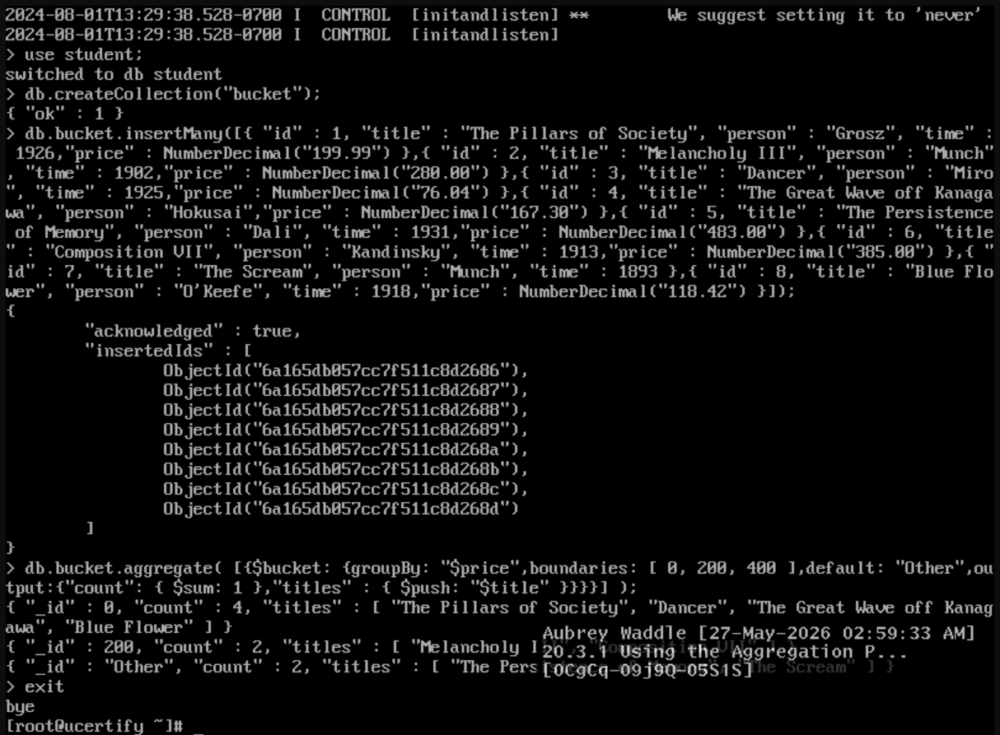 2024-08-01T13:29:38.528-0700 I  CONTROL  [initandlisten] **        We suggest setting it to 'never'
2024-08-01T13:29:38.528-0700 I  CONTROL  [initandlisten]
> use student;
switched to db student
> db.createCollection("bucket");
{ "ok" : 1 }
> db.bucket.insertMany([{ "id" : 1, "title" : "The Pillars of Society", "person" : "Grosz", "time" :
 1926,"price" : NumberDecimal("199.99") },{ "id" : 2, "title" : "Melancholy III", "person" : "Munch"
, "time" : 1902,"price" : NumberDecimal("280.00") },{ "id" : 3, "title" : "Dancer", "person" : "Miro
", "time" : 1925,"price" : NumberDecimal("76.04") },{ "id" : 4, "title" : "The Great Wave off Kanaga
wa", "person" : "Hokusai","price" : NumberDecimal("167.30") },{ "id" : 5, "title" : "The Persistence
 of Memory", "person" : "Dali", "time" : 1931,"price" : NumberDecimal("483.00") },{ "id" : 6, "title
" : "Composition VII", "person" : "Kandinsky", "time" : 1913,"price" : NumberDecimal("385.00") },{ "
id" : 7, "title" : "The Scream", "person" : "Munch", "time" : 1893 },{ "id" : 8, "title" : "Blue Flo
wer", "person" : "O'Keefe", "time" : 1918,"price" : NumberDecimal("118.42") }]);
{
        "acknowledged" : true,
        "insertedIds" : [
                ObjectId("6a165db057cc7f511c8d2686"),
                ObjectId("6a165db057cc7f511c8d2687"),
                ObjectId("6a165db057cc7f511c8d2688"),
                ObjectId("6a165db057cc7f511c8d2689"),
                ObjectId("6a165db057cc7f511c8d268a"),
                ObjectId("6a165db057cc7f511c8d268b"),
                ObjectId("6a165db057cc7f511c8d268c"),
                ObjectId("6a165db057cc7f511c8d268d")
        ]
}
> db.bucket.aggregate( [{$bucket: {groupBy: "$price",boundaries: [ 0, 200, 400 ],default: "Other",ou
tput:{"count": { $sum: 1 },"titles" : { $push: "$title" }}}}] );
{ "_id" : 0, "count" : 4, "titles" : [ "The Pillars of Society", "Dancer", "The Great Wave off Kanag
awa", "Blue Flower" ] }
{ "_id" : 200, "count" : 2, "titles" : [ "Melancholy III", "Composition VII" ] }
{ "_id" : "Other", "count" : 2, "titles" : [ "The Persistence of Memory", "The Scream" ] }
Aubrey Waddle [27-May-2026 02:59:33 AM]
20.3.1 Using the Aggregation P...
[OCgCq-O9j9Q-O5S1S]
> exit
bye
[root@ucertify ~]# _